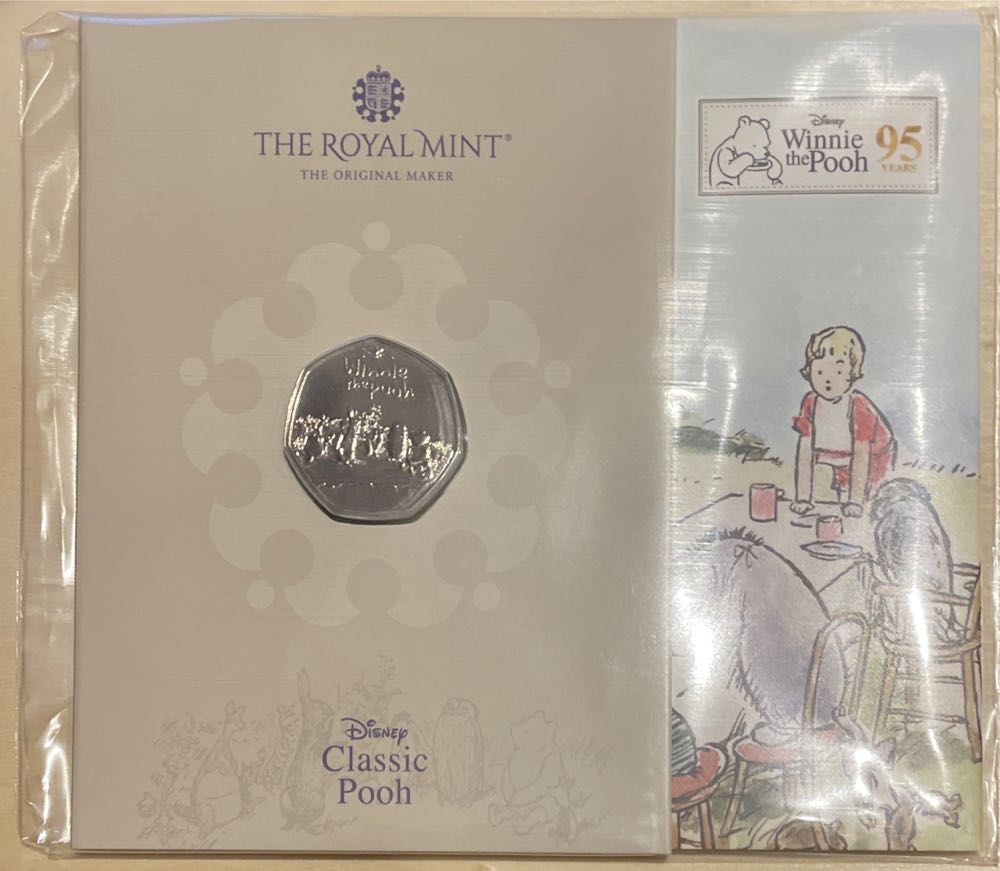 THE ROYAL MINT®
THE ORIGINAL MAKER
Disney
Winnie
the Pooh
95
YEARS
Winnie
the pooh
Disney
Classic
Pooh